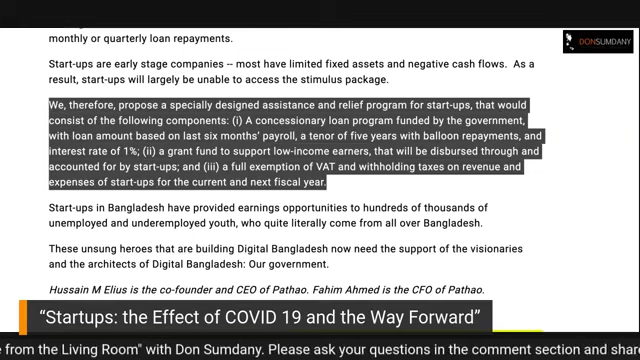 monthly or quarterly loan repayments.
DONSUMDANY
Start-ups are early stage companies -- most have limited fixed assets and negative cash flows. As a
result, start-ups will largely be unable to access the stimulus package.
We, therefore, propose a specially designed assistance and relief program for start-ups, that would
consist of the following components: (i) A concessionary loan program funded by the government,
with loan amount based on last six months' payroll, a tenor of five years with balloon repayments, and
interest rate of 1%; (ii) a grant fund to support low-income earners, that will be disbursed through and
accounted for by start-ups; and (iii) a full exemption of VAT and withholding taxes on revenue and
expenses of start-ups for the current and next fiscal year.
Start-ups in Bangladesh have provided earnings opportunities to hundreds of thousands of
unemployed and underemployed youth, who quite literally come from all over Bangladesh.
These unsung heroes that are building Digital Bangladesh now need the support of the visionaries
and the architects of Digital Bangladesh: Our government.
Hussain M Elius is the co-founder and CEO of Pathao. Fahim Ahmed is the CFO of Pathao.
“Startups: the Effect of COVID 19 and the Way Forward”
e from the Living Room" with Don Sumdany. Please ask your questions in the comment section and sha